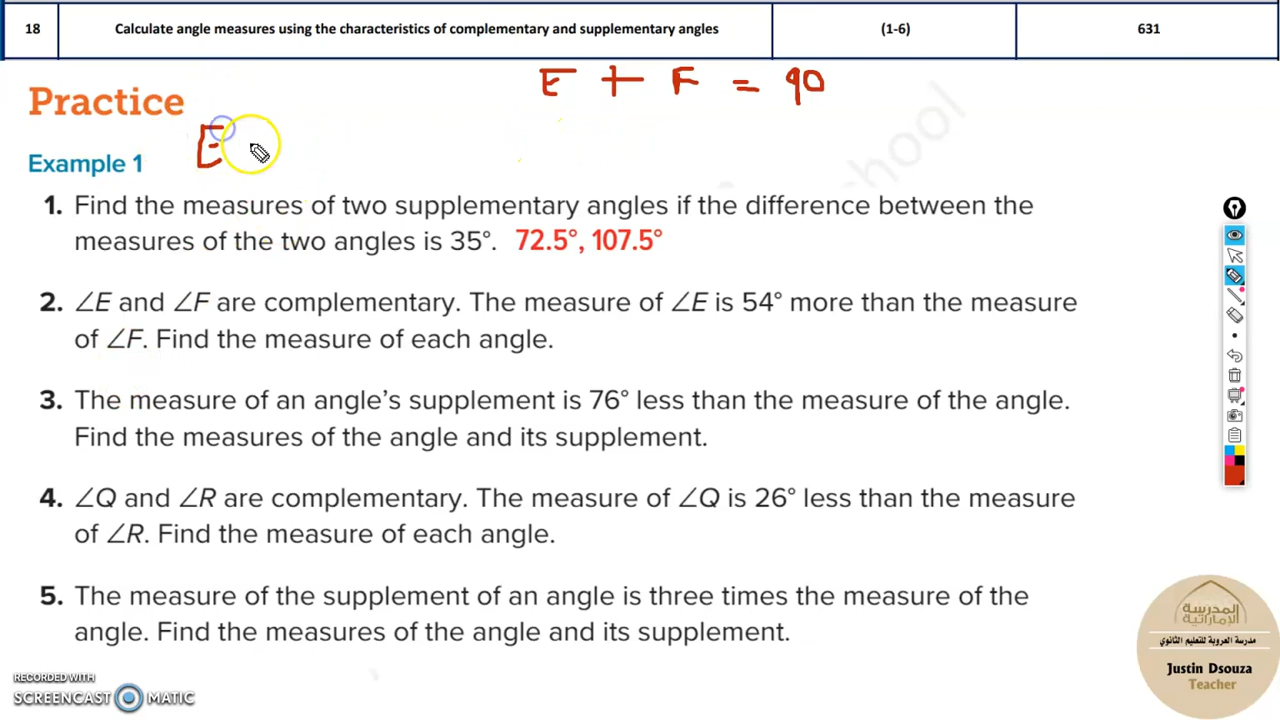 18 Calculate angle measures using the characteristics of complementary and supplementary angles (1-6) 631
E + F = 90
Practice
E
Example 1
1. Find the measures of two supplementary angles if the difference between the
measures of the two angles is 35°. 72.5°, 107.5°
2. ∠E and ∠F are complementary. The measure of ∠E is 54° more than the measure
of ∠F. Find the measure of each angle.
3. The measure of an angle's supplement is 76° less than the measure of the angle.
Find the measures of the angle and its supplement.
4. ∠Q and ∠R are complementary. The measure of ∠Q is 26° less than the measure
of ∠R. Find the measure of each angle.
5. The measure of the supplement of an angle is three times the measure of the
angle. Find the measures of the angle and its supplement.
المدرسة
الإماراتية
مدرسة العروبة للتعليم الثانوي
Justin Dsouza
Teacher
RECORDED WITH
SCREENCAST MATIC